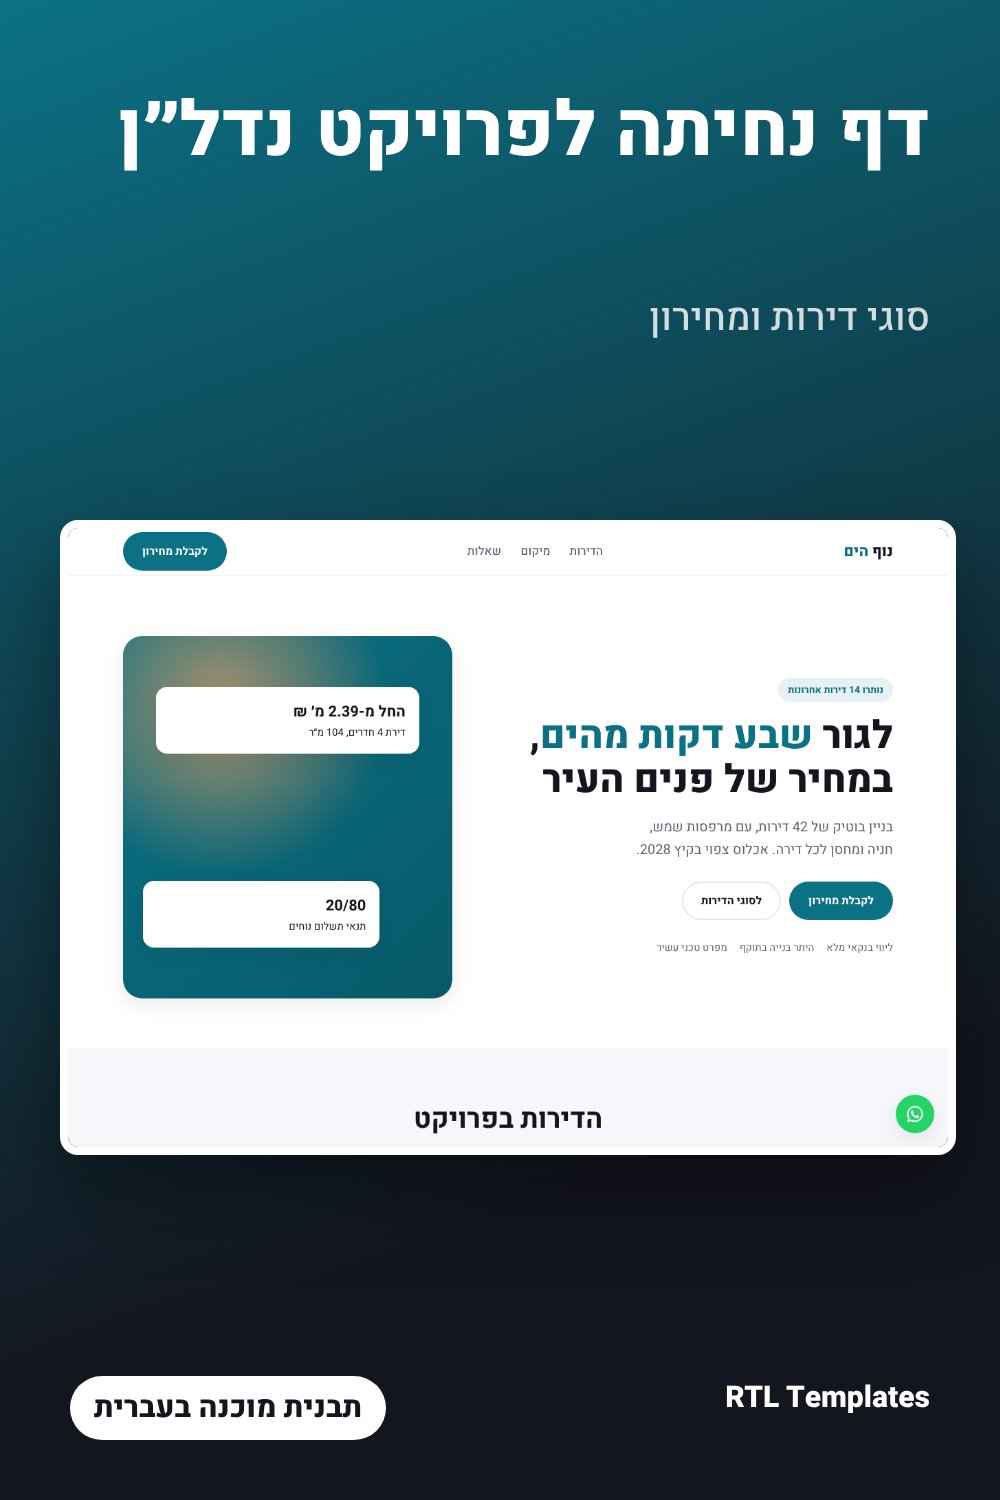 דף נחיתה לפרויקט נדל״ן
סוגי דירות ומחירון
נוף הים
הדירות
מיקום
שאלות
לקבלת מחירון
נותרו 14 דירות אחרונות
לגור שבע דקות מהים,
במחיר של פנים העיר
בניין בוטיק של 42 דירות, עם מרפסות שמש,
חניה ומחסן לכל דירה. אכלוס צפוי בקיץ 2028.
לקבלת מחירון
לסוגי הדירות
ליווי בנקאי מלא
היתר בנייה בתוקף
מפרט טכני עשיר
החל מ-2.39 מ׳ ₪
דירת 4 חדרים, 104 מ״ר
20/80
תנאי תשלום נוחים
הדירות בפרויקט
RTL Templates
תבנית מוכנה בעברית